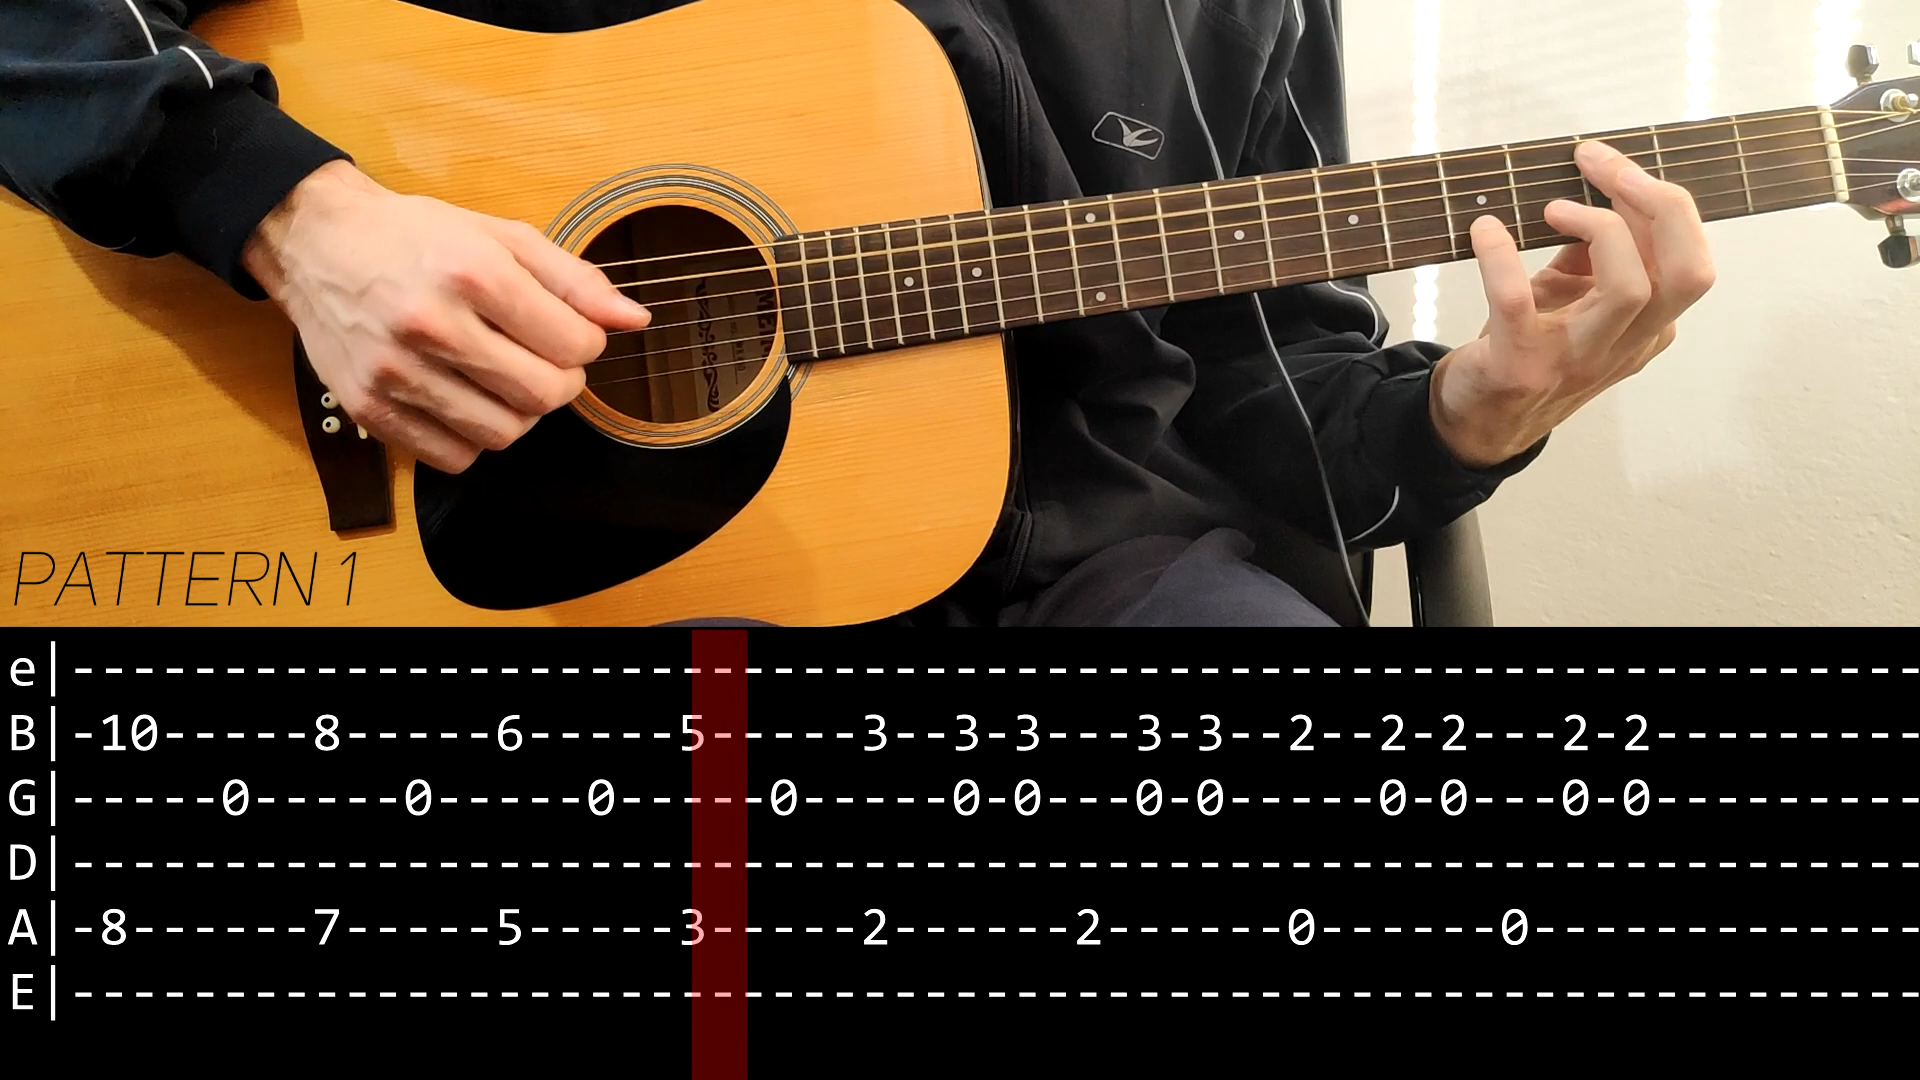 PATTERN 1
e|-------------------------------------------------------------
B|-10-----8-----6-----5-----3--3-3---3-3--2--2-2---2-2---------
G|-----0-----0-----0-----0-----0-0---0-0-----0-0---0-0---------
D|-------------------------------------------------------------
A|-8------7-----5-----3-----2------2------0------0-------------
E|-------------------------------------------------------------